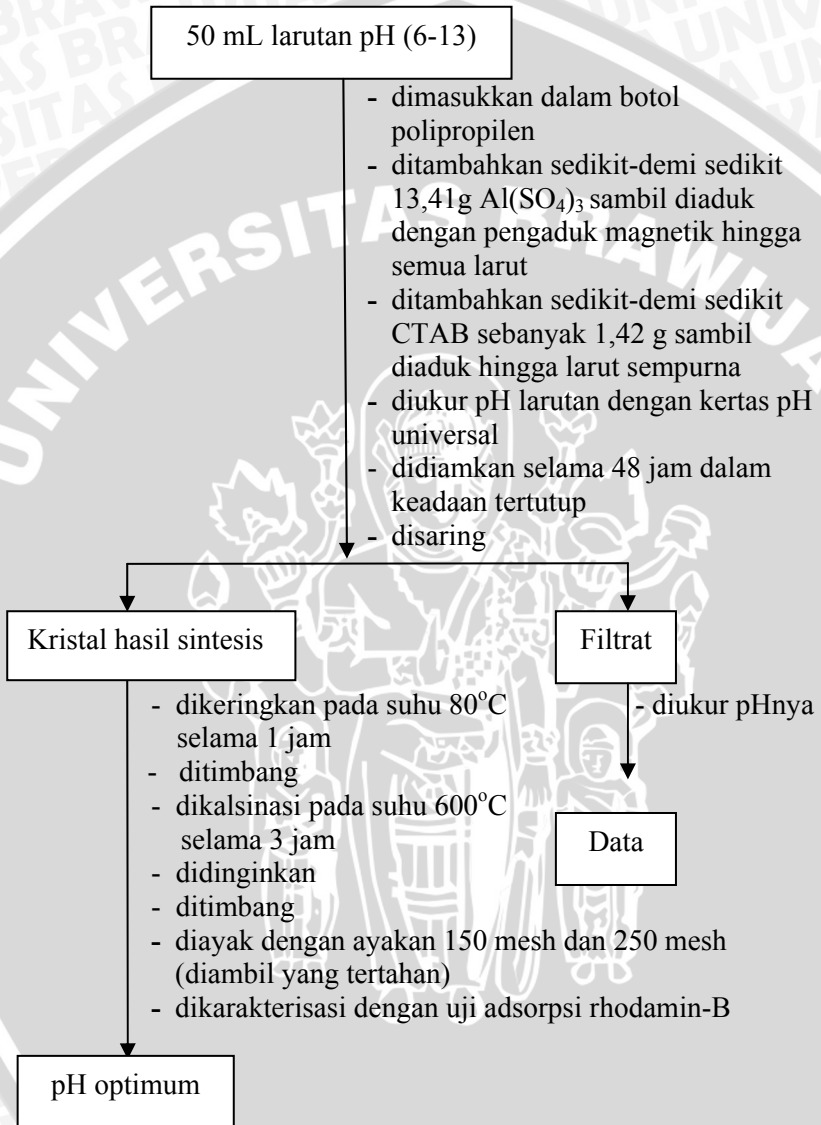 50 mL larutan pH (6-13)
- dimasukkan dalam botol
polipropilen
- ditambahkan sedikit-demi sedikit
13,41g Al(SO₄)₃ sambil diaduk
dengan pengaduk magnetik hingga
semua larut
- ditambahkan sedikit-demi sedikit
CTAB sebanyak 1,42 g sambil
diaduk hingga larut sempurna
- diukur pH larutan dengan kertas pH
universal
- didiamkan selama 48 jam dalam
keadaan tertutup
- disaring
Kristal hasil sintesis
Filtrat
- dikeringkan pada suhu 80°C
selama 1 jam
- ditimbang
- dikalsinasi pada suhu 600°C
selama 3 jam
- didinginkan
- ditimbang
- diayak dengan ayakan 150 mesh dan 250 mesh
(diambil yang tertahan)
- dikarakterisasi dengan uji adsorpsi rhodamin-B
- diukur pHnya
Data
pH optimum
UNIVERSITAS BRAWIJA